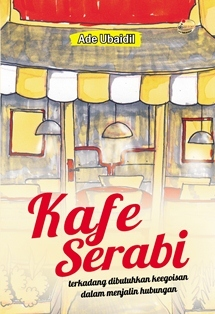 Ade Ubaidil
Kafe
Serabi
terkadang dibutuhkan keegoisan
dalam menjalin hubungan